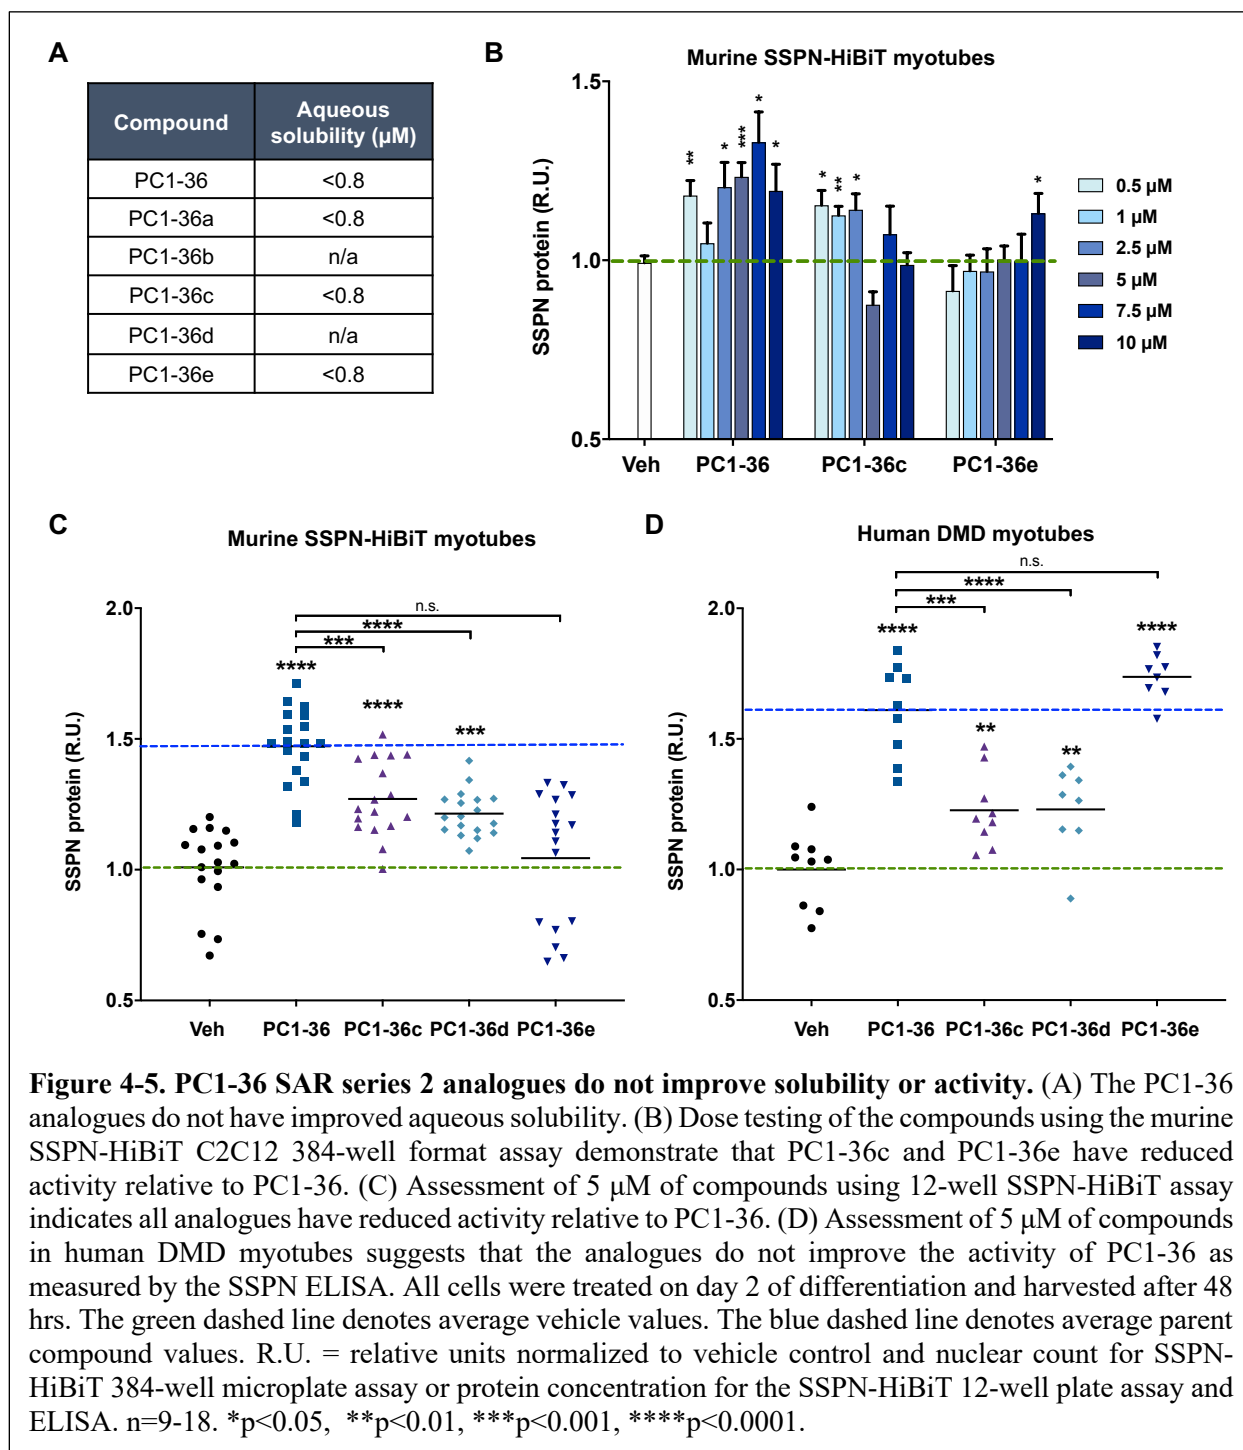 A
Compound Aqueous solubility (µM)
PC1-36 <0.8
PC1-36a <0.8
PC1-36b n/a
PC1-36c <0.8
PC1-36d n/a
PC1-36e <0.8
B
Murine SSPN-HiBiT myotubes
SSPN protein (R.U.)
1.5
1.0
0.5
** * *** * *
* ** *
*
Veh PC1-36 PC1-36c PC1-36e
0.5 µM
1 µM
2.5 µM
5 µM
7.5 µM
10 µM
C
Murine SSPN-HiBiT myotubes
SSPN protein (R.U.)
2.0
1.5
1.0
0.5
n.s.
****
***
**** **** ***
Veh PC1-36 PC1-36c PC1-36d PC1-36e
D
Human DMD myotubes
SSPN protein (R.U.)
2.0
1.5
1.0
0.5
n.s.
****
***
**** ** ** ****
Veh PC1-36 PC1-36c PC1-36d PC1-36e
Figure 4-5. PC1-36 SAR series 2 analogues do not improve solubility or activity. (A) The PC1-36
analogues do not have improved aqueous solubility. (B) Dose testing of the compounds using the murine
SSPN-HiBiT C2C12 384-well format assay demonstrate that PC1-36c and PC1-36e have reduced
activity relative to PC1-36. (C) Assessment of 5 µM of compounds using 12-well SSPN-HiBiT assay
indicates all analogues have reduced activity relative to PC1-36. (D) Assessment of 5 µM of compounds
in human DMD myotubes suggests that the analogues do not improve the activity of PC1-36 as
measured by the SSPN ELISA. All cells were treated on day 2 of differentiation and harvested after 48
hrs. The green dashed line denotes average vehicle values. The blue dashed line denotes average parent
compound values. R.U. = relative units normalized to vehicle control and nuclear count for SSPN-
HiBiT 384-well microplate assay or protein concentration for the SSPN-HiBiT 12-well plate assay and
ELISA. n=9-18. *p<0.05, **p<0.01, ***p<0.001, ****p<0.0001.